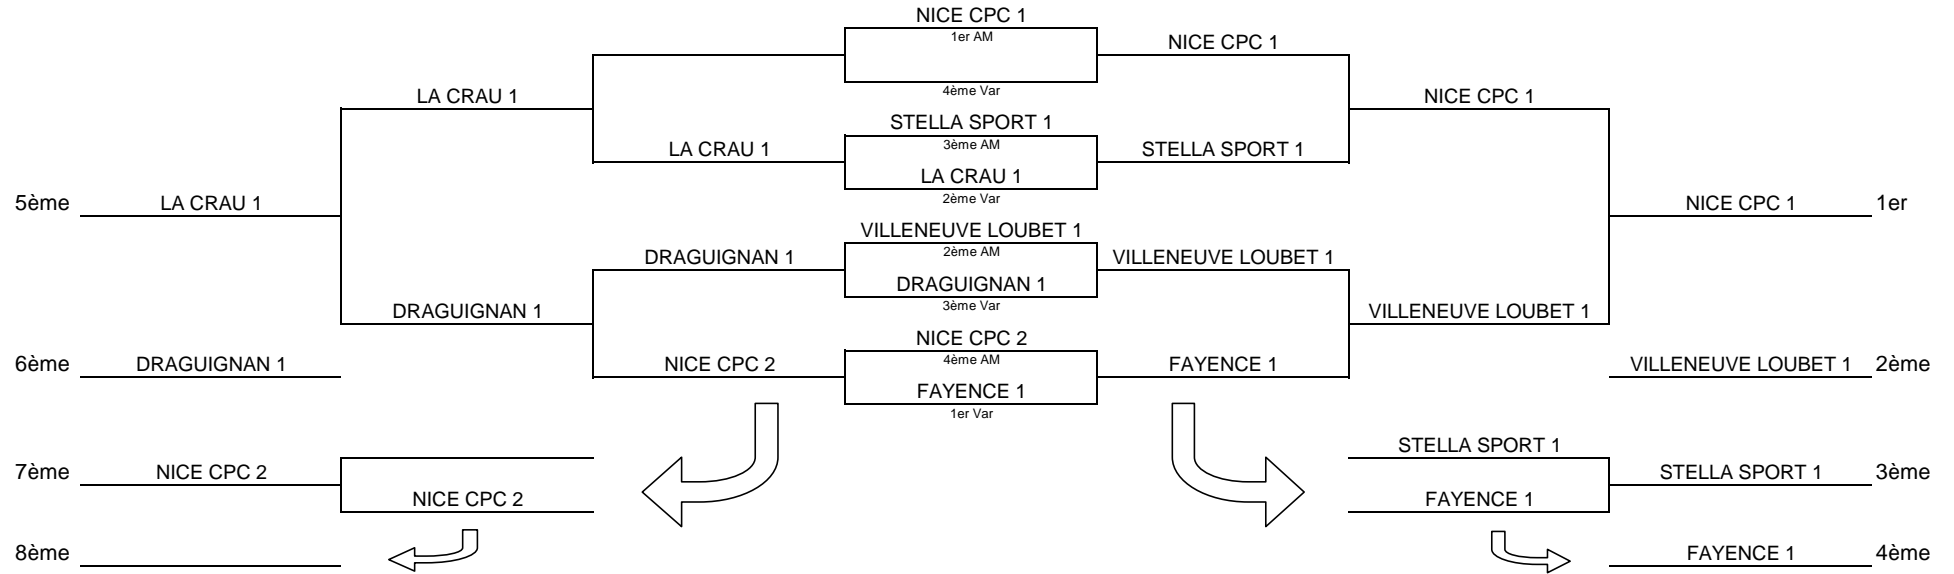 NICE CPC 1
1er AM
NICE CPC 1
4ème Var
LA CRAU 1
NICE CPC 1
STELLA SPORT 1
3ème AM
LA CRAU 1
STELLA SPORT 1
LA CRAU 1
2ème Var
5ème
LA CRAU 1
NICE CPC 1
1er
VILLENEUVE LOUBET 1
2ème AM
DRAGUIGNAN 1
VILLENEUVE LOUBET 1
DRAGUIGNAN 1
3ème Var
DRAGUIGNAN 1
VILLENEUVE LOUBET 1
NICE CPC 2
4ème AM
6ème
DRAGUIGNAN 1
NICE CPC 2
FAYENCE 1
VILLENEUVE LOUBET 1
2ème
FAYENCE 1
1er Var
STELLA SPORT 1
7ème
NICE CPC 2
STELLA SPORT 1
3ème
NICE CPC 2
FAYENCE 1
8ème
FAYENCE 1
4ème